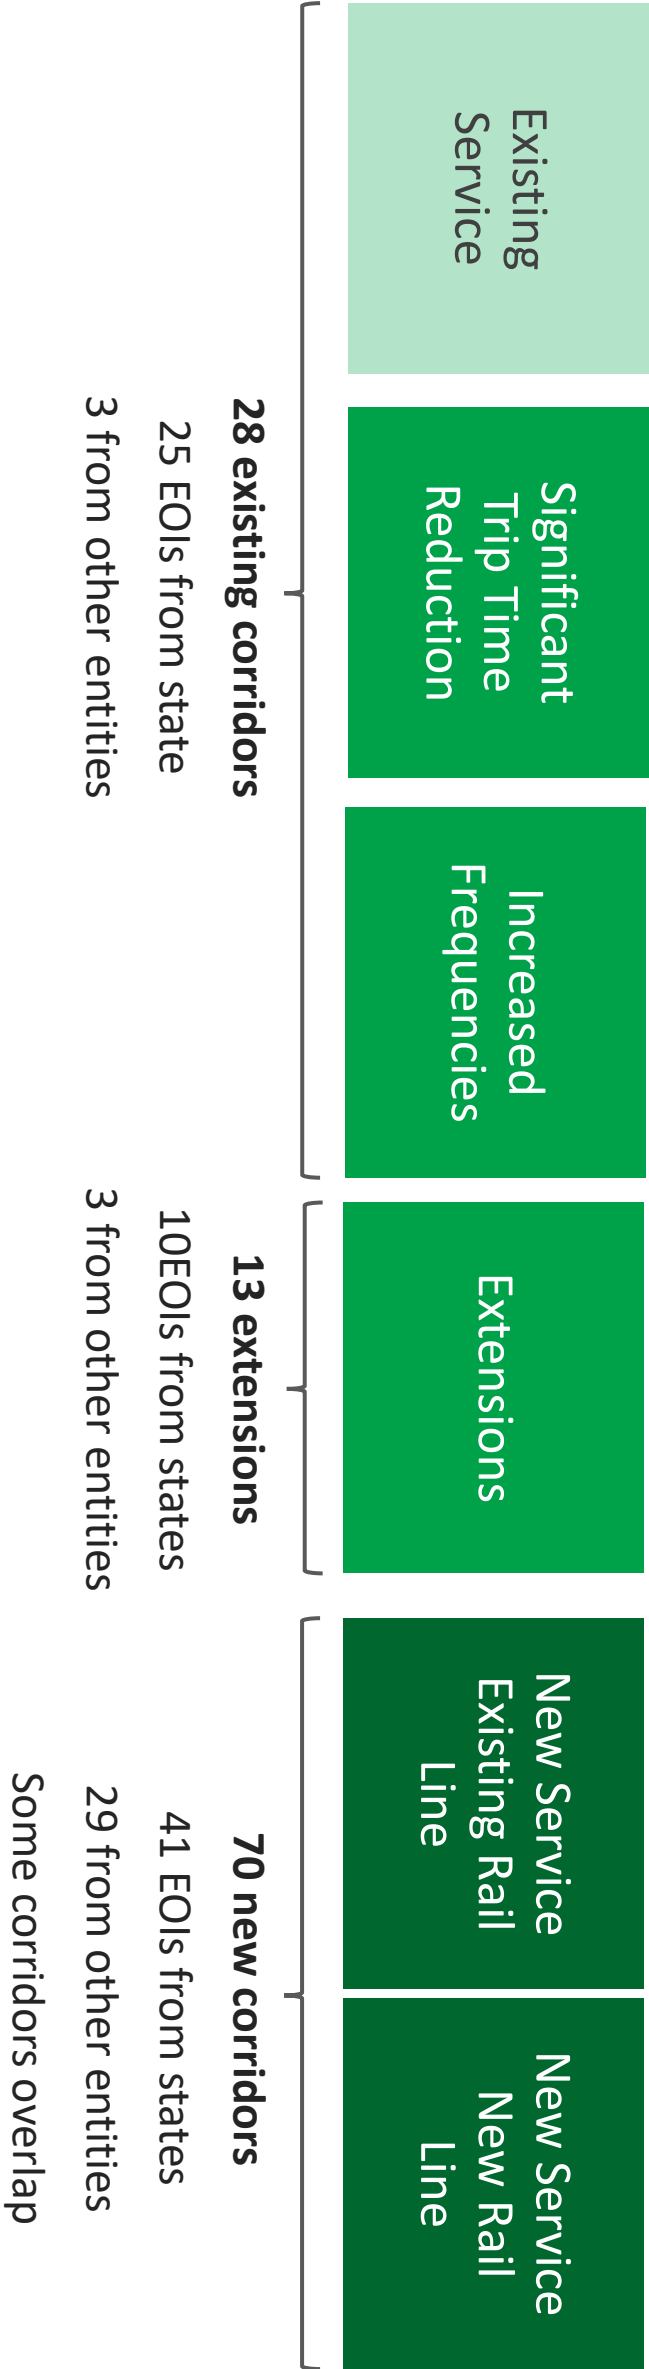 Existing
Service
Significant
Trip Time
Reduction
Increased
Frequencies
Extensions
New Service
Existing Rail
Line
New Service
New Rail
Line
28 existing corridors
25 EOIs from state
3 from other entities
13 extensions
10EOIs from states
3 from other entities
70 new corridors
41 EOIs from states
29 from other entities
Some corridors overlap